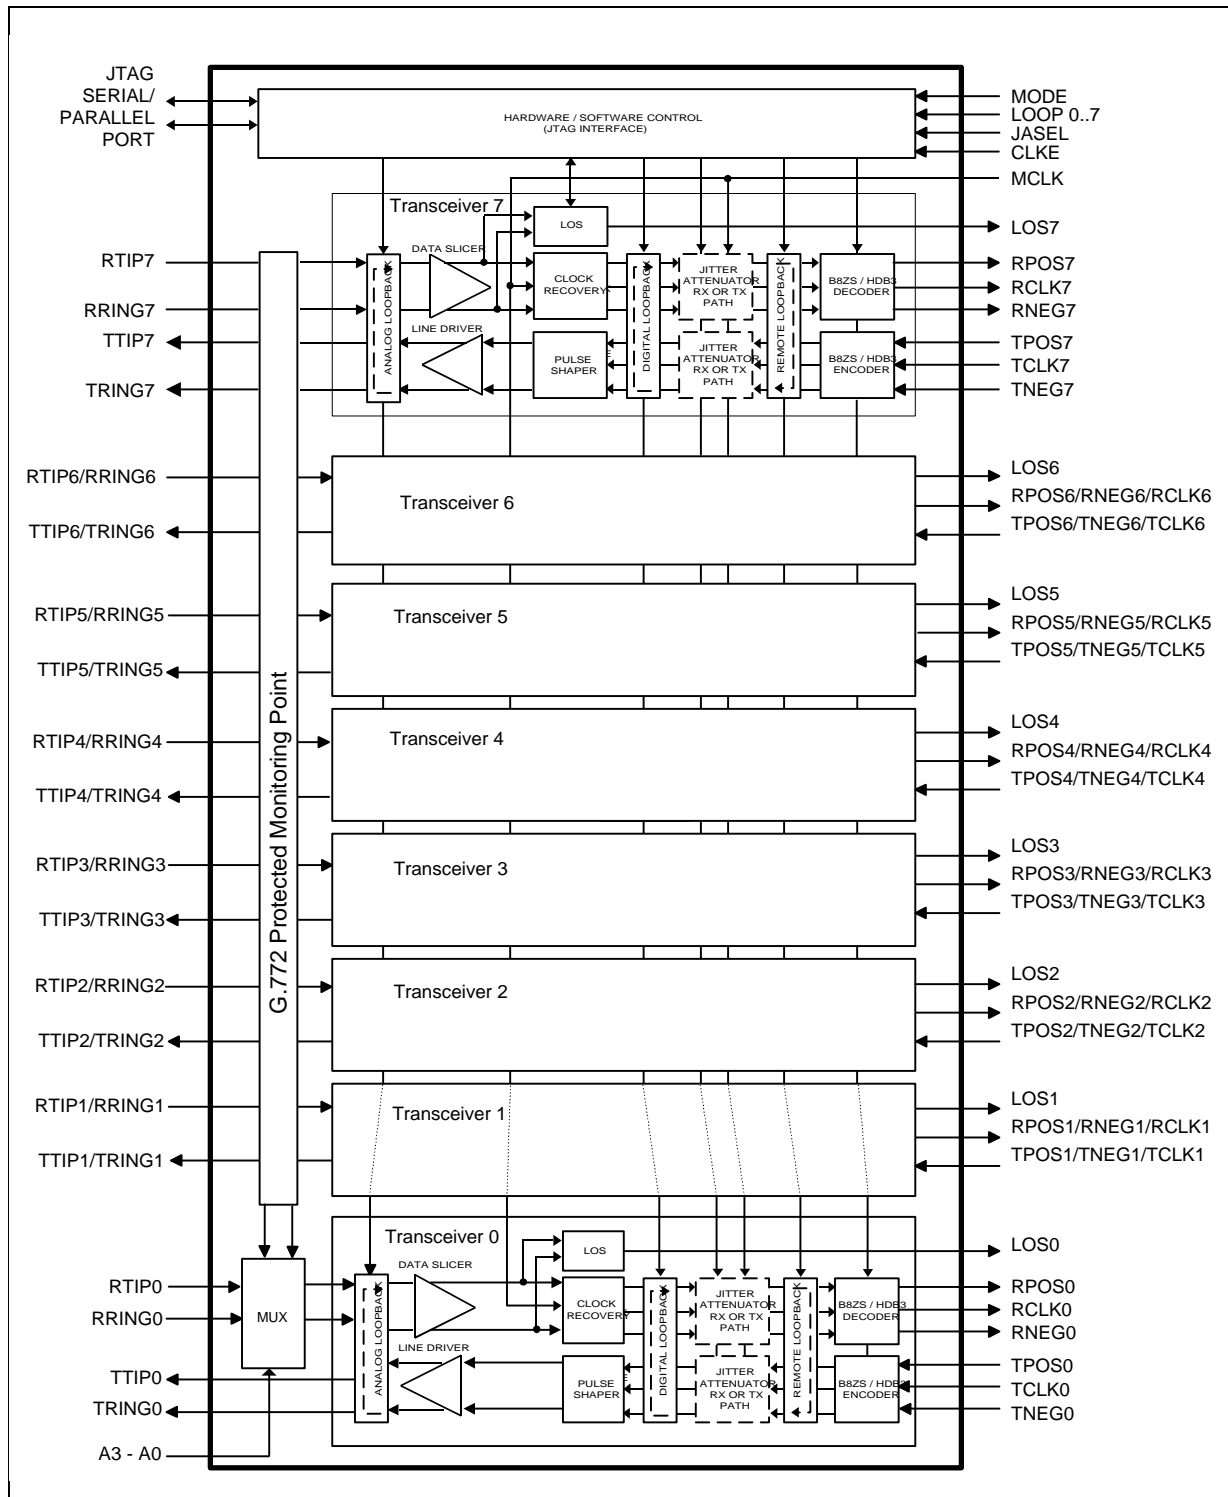 JTAG
SERIAL/
PARALLEL
PORT
HARDWARE / SOFTWARE CONTROL
(JTAG INTERFACE)
MODE
LOOP 0..7
JASEL
CLKE
MCLK
Transceiver 7
LOS
LOS7
DATA SLICER
RTIP7
RRING7
TTIP7
TRING7
ANALOG LOOPBACK
CLOCK
RECOVERY
DIGITAL LOOPBACK
JITTER
ATTENUATOR
RX OR TX
PATH
REMOTE LOOPBACK
B8ZS / HDB3
DECODER
RPOS7
RCLK7
RNEG7
LINE DRIVER
PULSE
SHAPER
JITTER
ATTENUATOR
RX OR TX
PATH
B8ZS / HDB3
ENCODER
TPOS7
TCLK7
TNEG7
G.772 Protected Monitoring Point
RTIP6/RRING6
TTIP6/TRING6
Transceiver 6
LOS6
RPOS6/RNEG6/RCLK6
TPOS6/TNEG6/TCLK6
RTIP5/RRING5
TTIP5/TRING5
Transceiver 5
LOS5
RPOS5/RNEG5/RCLK5
TPOS5/TNEG5/TCLK5
RTIP4/RRING4
TTIP4/TRING4
Transceiver 4
LOS4
RPOS4/RNEG4/RCLK4
TPOS4/TNEG4/TCLK4
RTIP3/RRING3
TTIP3/TRING3
Transceiver 3
LOS3
RPOS3/RNEG3/RCLK3
TPOS3/TNEG3/TCLK3
RTIP2/RRING2
TTIP2/TRING2
Transceiver 2
LOS2
RPOS2/RNEG2/RCLK2
TPOS2/TNEG2/TCLK2
RTIP1/RRING1
TTIP1/TRING1
Transceiver 1
LOS1
RPOS1/RNEG1/RCLK1
TPOS1/TNEG1/TCLK1
Transceiver 0
LOS
LOS0
DATA SLICER
RTIP0
RRING0
MUX
TTIP0
TRING0
A3 - A0
ANALOG LOOPBACK
CLOCK
RECOVERY
DIGITAL LOOPBACK
JITTER
ATTENUATOR
RX OR TX
PATH
REMOTE LOOPBACK
B8ZS / HDB3
DECODER
RPOS0
RCLK0
RNEG0
LINE DRIVER
PULSE
SHAPER
JITTER
ATTENUATOR
RX OR TX
PATH
B8ZS / HDB3
ENCODER
TPOS0
TCLK0
TNEG0